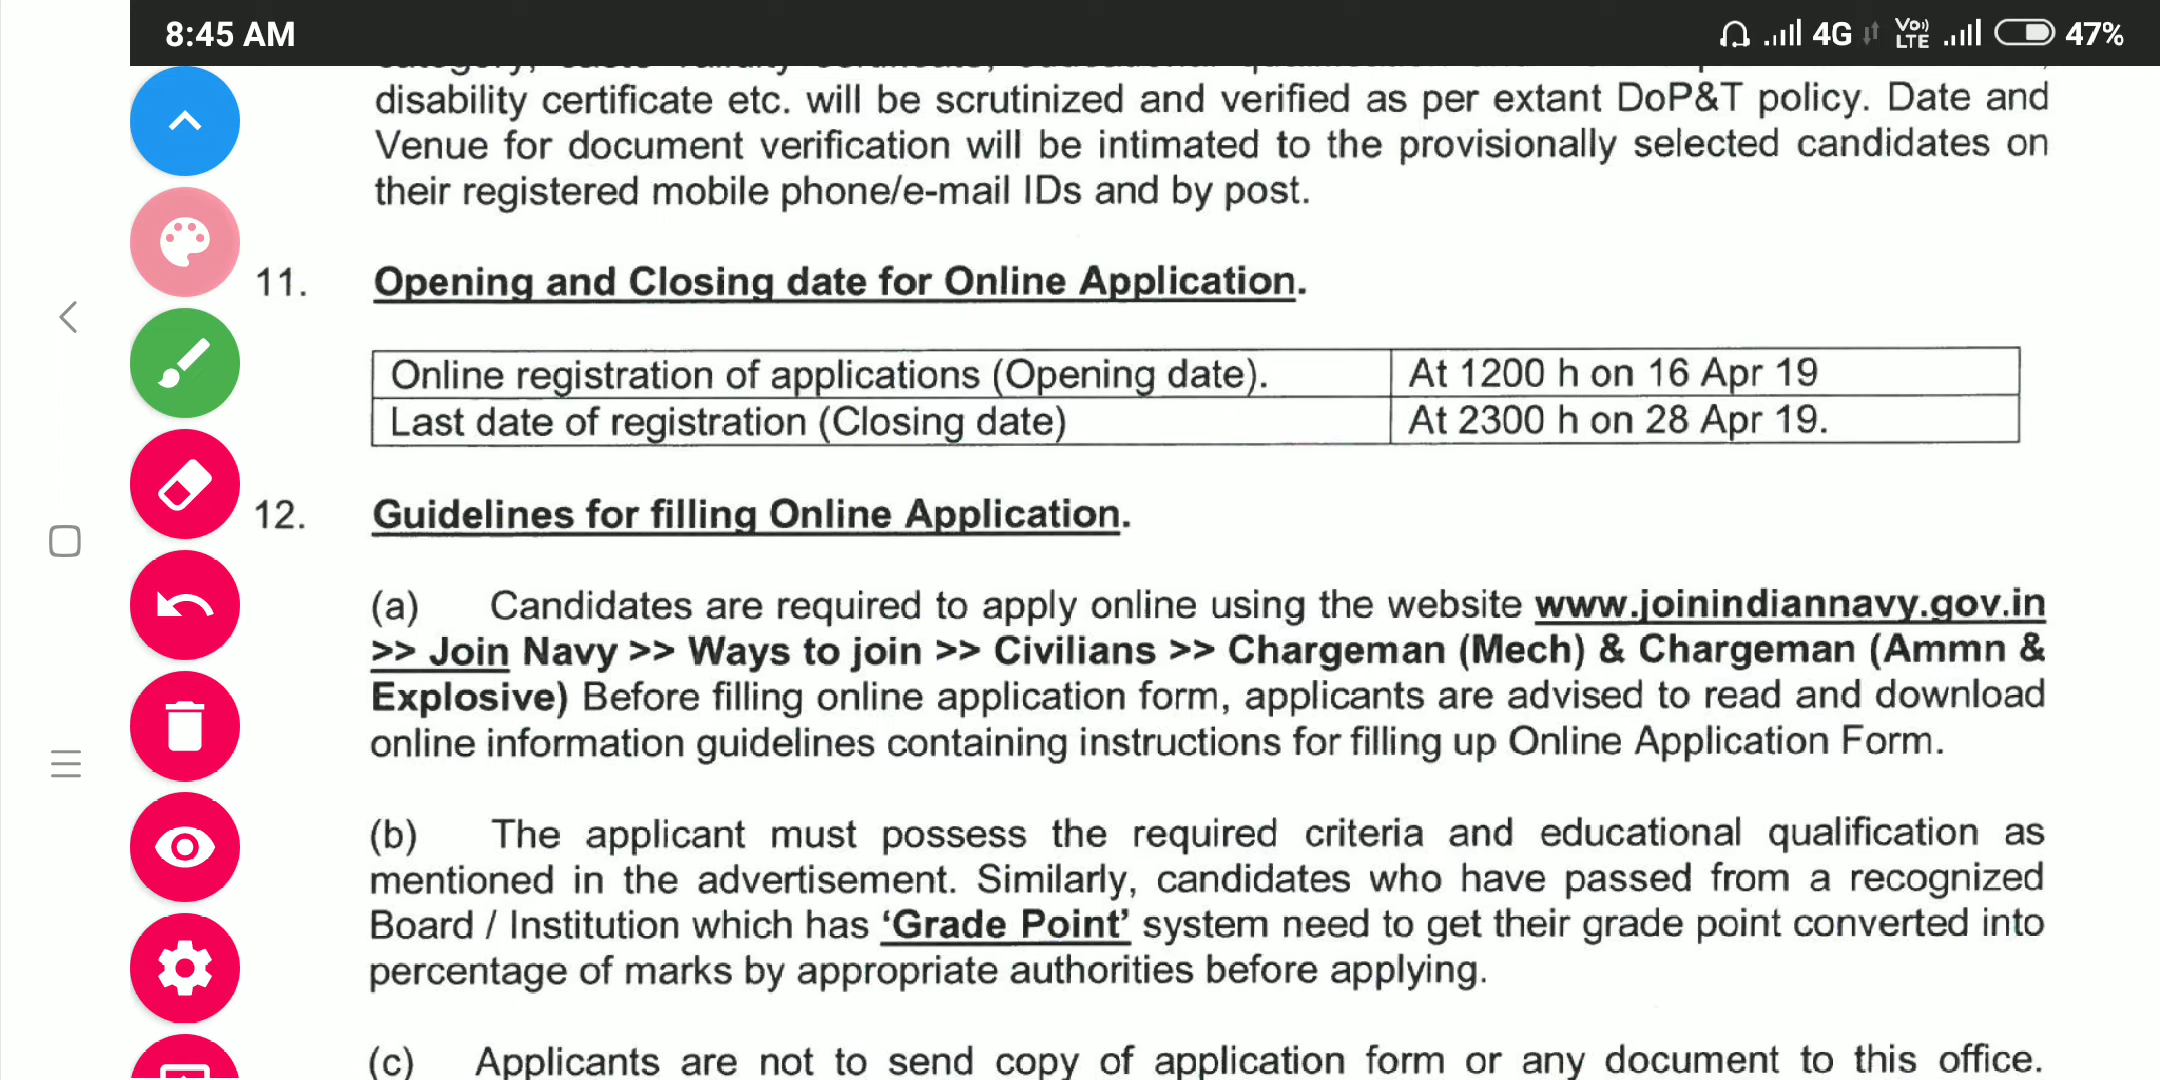 8:45 AM 4G Vo)) LTE 47%
disability certificate etc. will be scrutinized and verified as per extant DoP&T policy. Date and
Venue for document verification will be intimated to the provisionally selected candidates on
their registered mobile phone/e-mail IDs and by post.
11. Opening and Closing date for Online Application.
Online registration of applications (Opening date). At 1200 h on 16 Apr 19
Last date of registration (Closing date) At 2300 h on 28 Apr 19.
12. Guidelines for filling Online Application.
(a) Candidates are required to apply online using the website www.joinindiannavy.gov.in
>> Join Navy >> Ways to join >> Civilians >> Chargeman (Mech) & Chargeman (Ammn &
Explosive) Before filling online application form, applicants are advised to read and download
online information guidelines containing instructions for filling up Online Application Form.
(b) The applicant must possess the required criteria and educational qualification as
mentioned in the advertisement. Similarly, candidates who have passed from a recognized
Board / Institution which has ‘Grade Point’ system need to get their grade point converted into
percentage of marks by appropriate authorities before applying.
(c) Applicants are not to send copy of application form or any document to this office.